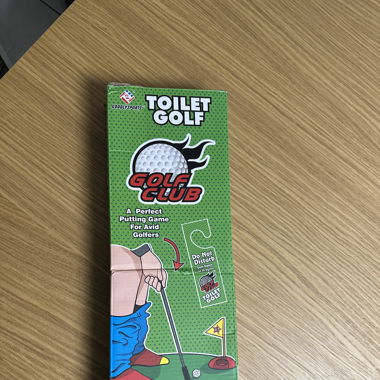 TOILET
GOLF
GOLF
CLUB
A Perfect
Putting Game
For Avid
Golfers
Do Not
Disturb
TOILET
GOLF